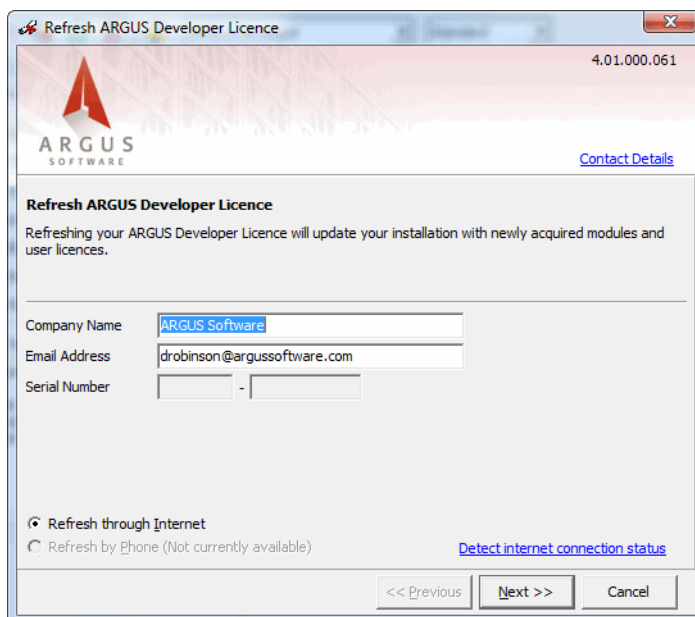 Refresh ARGUS Developer Licence
4.01.000.061
ARGUS
SOFTWARE
Contact Details
Refresh ARGUS Developer Licence
Refreshing your ARGUS Developer Licence will update your installation with newly acquired modules and
user licences.
Company Name ARGUS Software
Email Address drobinson@argussoftware.com
Serial Number -
Refresh through Internet
Refresh by Phone (Not currently available) Detect internet connection status
<< Previous Next >> Cancel